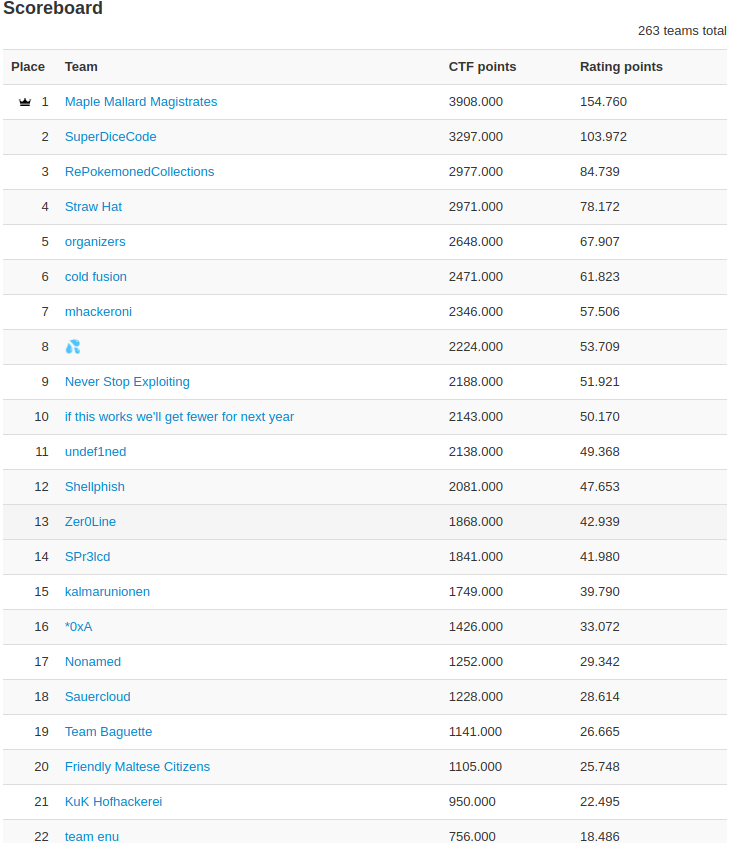 Scoreboard
263 teams total
Place Team CTF points Rating points
1 Maple Mallard Magistrates 3908.000 154.760
2 SuperDiceCode 3297.000 103.972
3 RePokemonedCollections 2977.000 84.739
4 Straw Hat 2971.000 78.172
5 organizers 2648.000 67.907
6 cold fusion 2471.000 61.823
7 mhackeroni 2346.000 57.506
8 💦 2224.000 53.709
9 Never Stop Exploiting 2188.000 51.921
10 if this works we'll get fewer for next year 2143.000 50.170
11 undef1ned 2138.000 49.368
12 Shellphish 2081.000 47.653
13 Zer0Line 1868.000 42.939
14 SPr3lcd 1841.000 41.980
15 kalmarunionen 1749.000 39.790
16 *0xA 1426.000 33.072
17 Nonamed 1252.000 29.342
18 Sauercloud 1228.000 28.614
19 Team Baguette 1141.000 26.665
20 Friendly Maltese Citizens 1105.000 25.748
21 KuK Hofhackerei 950.000 22.495
22 team enu 756.000 18.486